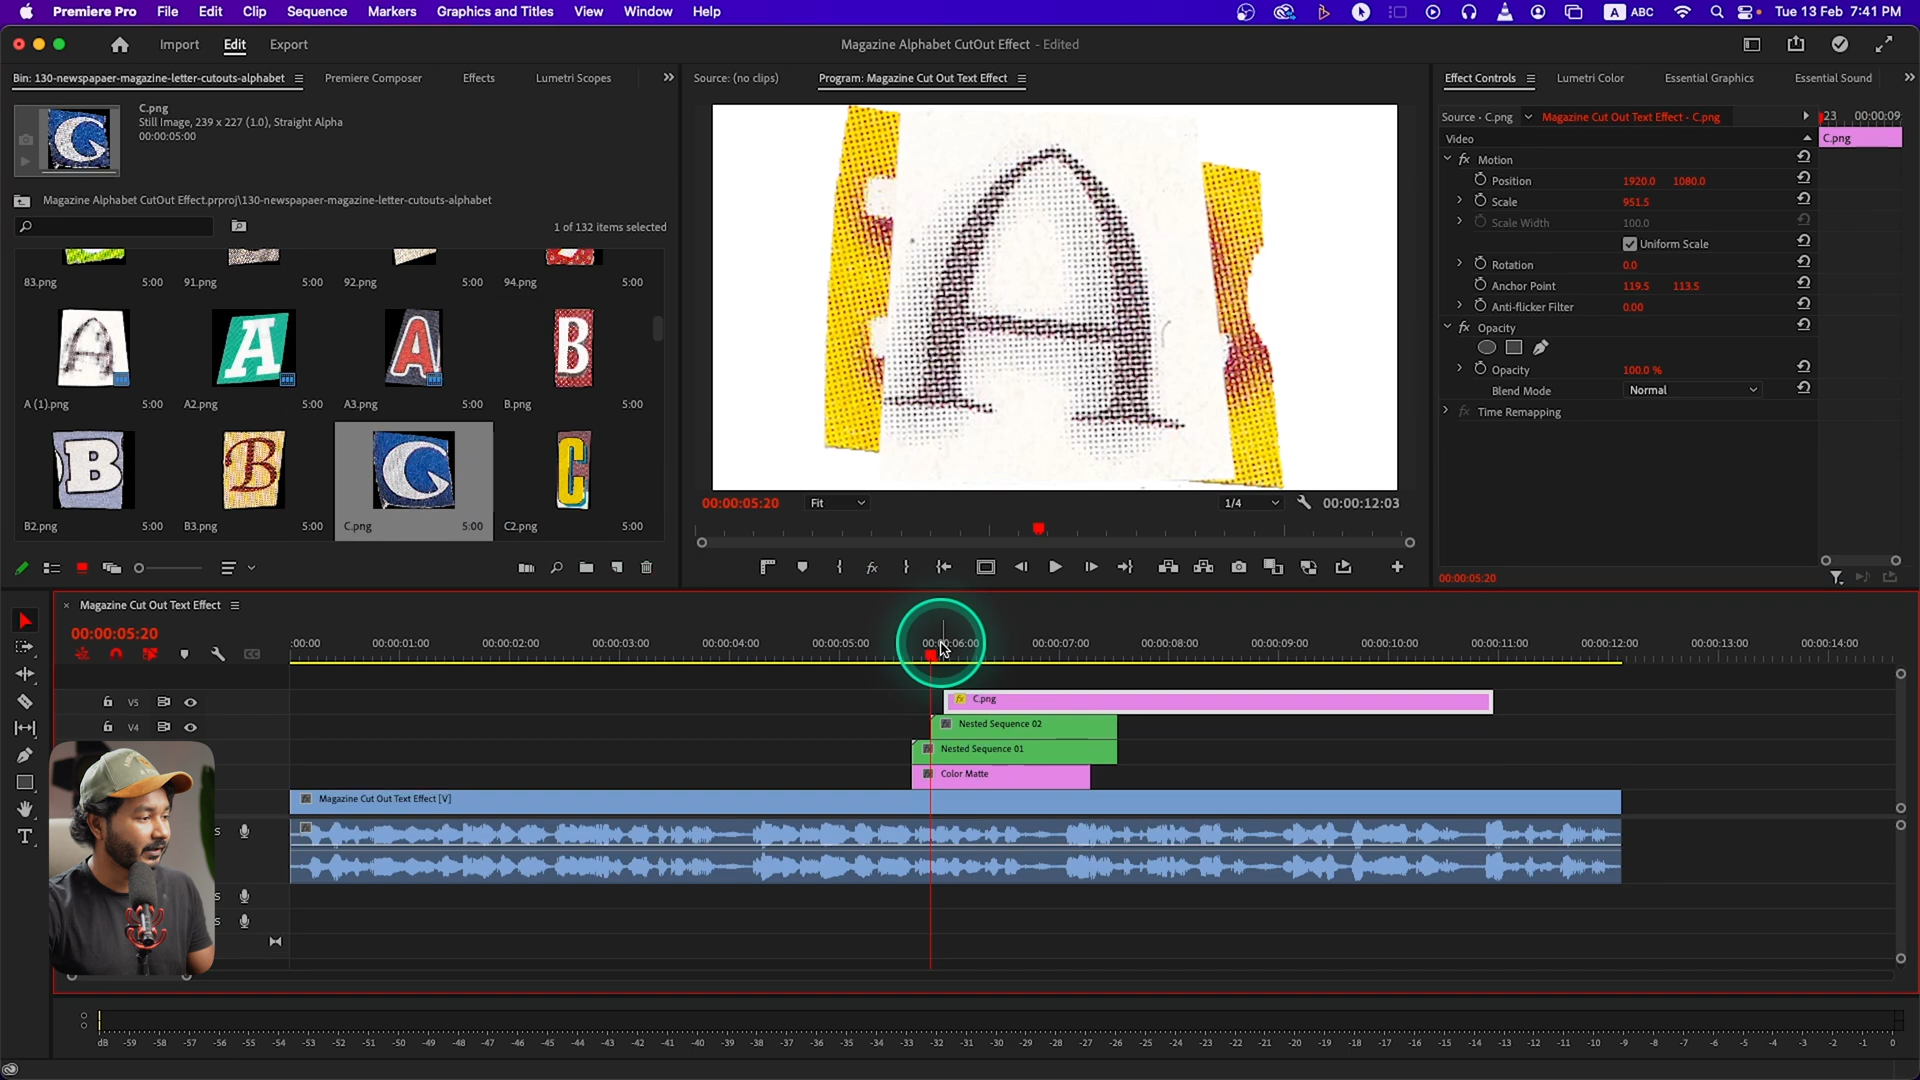 Premiere Pro File Edit Clip Sequence Markers Graphics and Titles View Window Help A ABC Tue 13 Feb 7:41 PM
Import Edit Export Magazine Alphabet CutOut Effect - Edited
Bin: 130-newspapaer-magazine-letter-cutouts-alphabet Premiere Composer Effects Lumetri Scopes
Source: (no clips) Program: Magazine Cut Out Text Effect
Effect Controls Lumetri Color Essential Graphics Essential Sound
C.png
Still Image, 239 x 227 (1.0), Straight Alpha
00:00:05:00
Magazine Alphabet CutOut Effect.prproj\130-newspapaer-magazine-letter-cutouts-alphabet
1 of 132 items selected
83.png 5:00 91.png 5:00 92.png 5:00 94.png 5:00
A A A B
A (1).png 5:00 A2.png 5:00 A3.png 5:00 B.png 5:00
B B C C
B2.png 5:00 B3.png 5:00 C.png 5:00 C2.png 5:00
A
00:00:05:20 Fit 1/4 00:00:12:03
Source • C.png Magazine Cut Out Text Effect • C.png 23 00:00:09
Video C.png
fx Motion
Position 1920.0 1080.0
Scale 951.5
Scale Width 100.0
Uniform Scale
Rotation 0.0
Anchor Point 119.5 113.5
Anti-flicker Filter 0.00
fx Opacity
Opacity 100.0 %
Blend Mode Normal
fx Time Remapping
00:00:05:20
Magazine Cut Out Text Effect
00:00:05:20
:00:00 00:00:01:00 00:00:02:00 00:00:03:00 00:00:04:00 00:00:05:00 00:00:06:00 00:00:07:00 00:00:08:00 00:00:09:00 00:00:10:00 00:00:11:00 00:00:12:00 00:00:13:00 00:00:14:00
V5 fx C.png
V4 fx Nested Sequence 02
fx Nested Sequence 01
fx Color Matte
fx Magazine Cut Out Text Effect [V]
S
S
S
dB -59 -58 -57 -56 -55 -54 -53 -52 -51 -50 -49 -48 -47 -46 -45 -44 -43 -42 -41 -40 -39 -38 -37 -36 -35 -34 -33 -32 -31 -30 -29 -28 -27 -26 -25 -24 -23 -22 -21 -20 -19 -18 -17 -16 -15 -14 -13 -12 -11 -10 -9 -8 -7 -6 -5 -4 -3 -2 -1 0